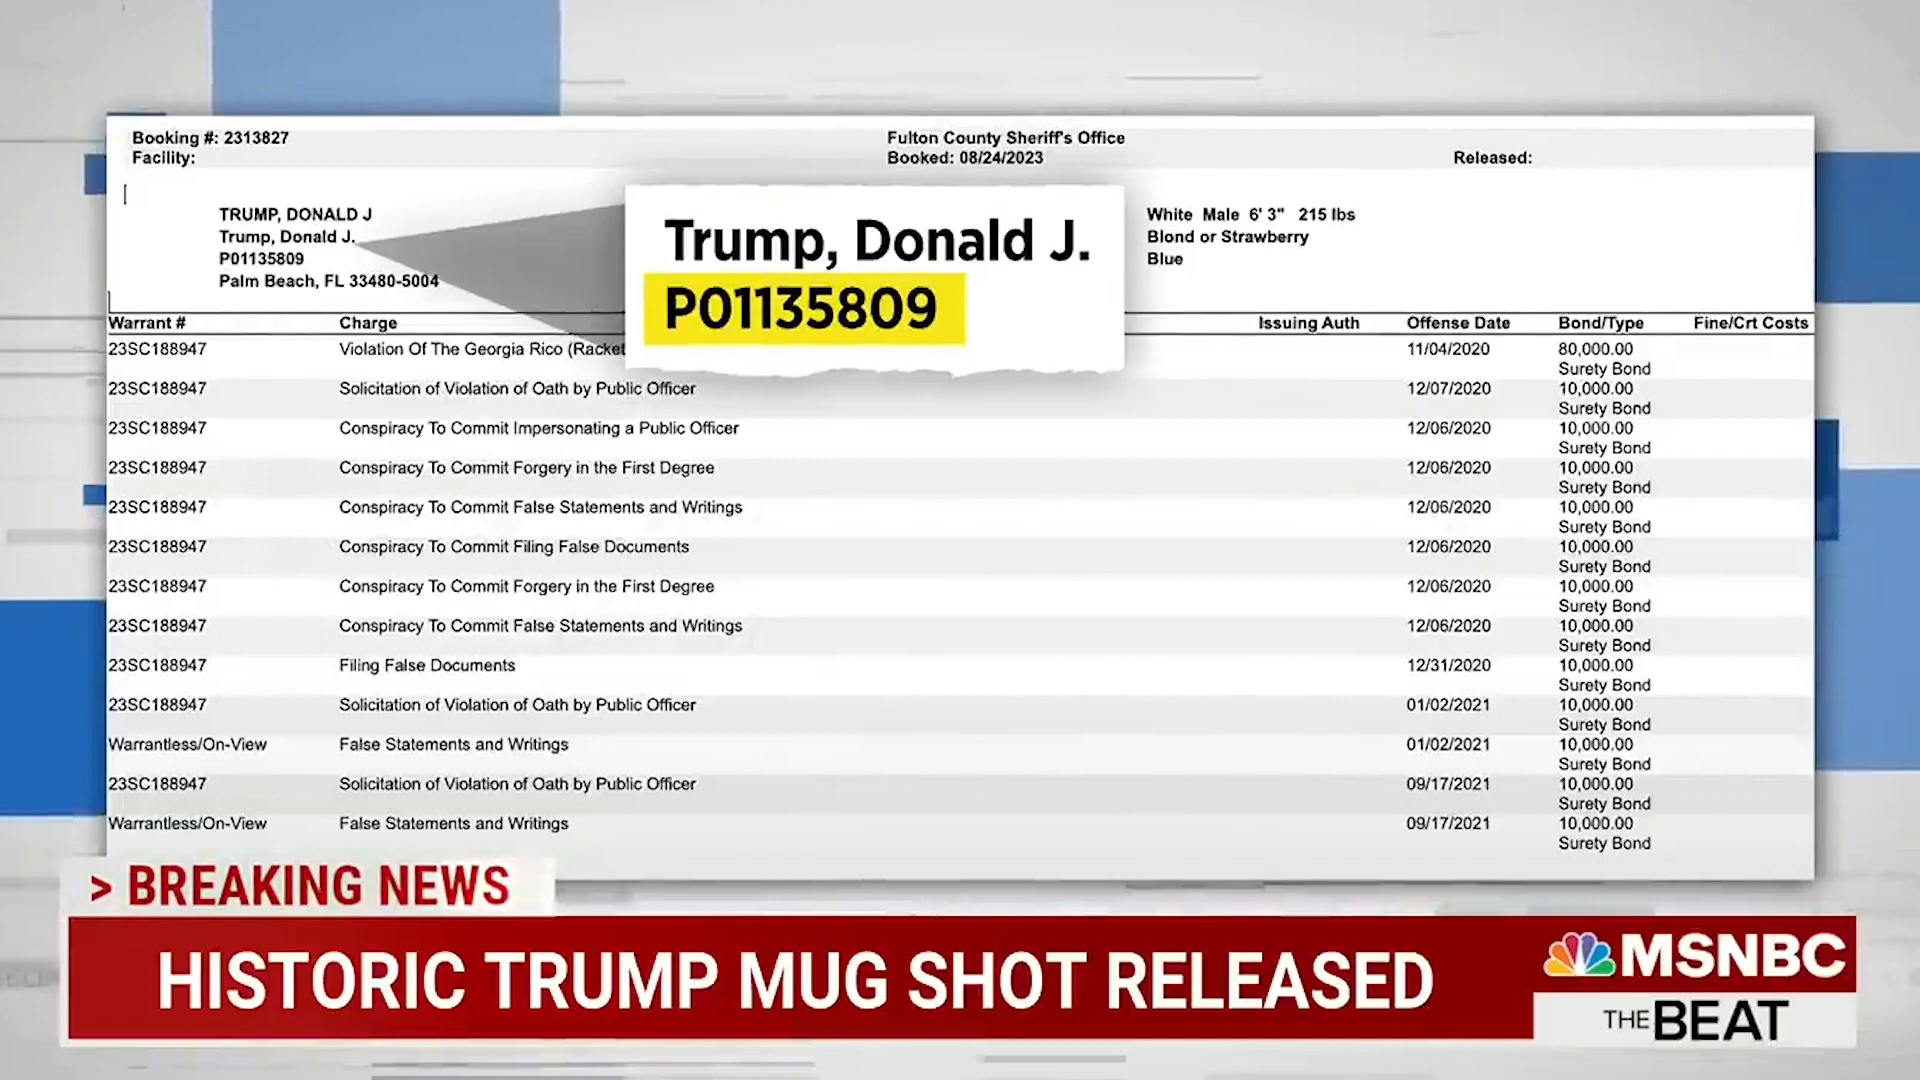 Booking #: 2313827 Fulton County Sheriff's Office
Facility: Booked: 08/24/2023 Released:
TRUMP, DONALD J
Trump, Donald J.
P01135809
Palm Beach, FL 33480-5004
Trump, Donald J.
P01135809
White Male 6' 3" 215 lbs
Blond or Strawberry
Blue
Warrant # Charge Issuing Auth Offense Date Bond/Type Fine/Crt Costs
23SC188947 Violation Of The Georgia Rico (Racket 11/04/2020 80,000.00
Surety Bond
23SC188947 Solicitation of Violation of Oath by Public Officer 12/07/2020 10,000.00
Surety Bond
23SC188947 Conspiracy To Commit Impersonating a Public Officer 12/06/2020 10,000.00
Surety Bond
23SC188947 Conspiracy To Commit Forgery in the First Degree 12/06/2020 10,000.00
Surety Bond
23SC188947 Conspiracy To Commit False Statements and Writings 12/06/2020 10,000.00
Surety Bond
23SC188947 Conspiracy To Commit Filing False Documents 12/06/2020 10,000.00
Surety Bond
23SC188947 Conspiracy To Commit Forgery in the First Degree 12/06/2020 10,000.00
Surety Bond
23SC188947 Conspiracy To Commit False Statements and Writings 12/06/2020 10,000.00
Surety Bond
23SC188947 Filing False Documents 12/31/2020 10,000.00
Surety Bond
23SC188947 Solicitation of Violation of Oath by Public Officer 01/02/2021 10,000.00
Surety Bond
Warrantless/On-View False Statements and Writings 01/02/2021 10,000.00
Surety Bond
23SC188947 Solicitation of Violation of Oath by Public Officer 09/17/2021 10,000.00
Surety Bond
Warrantless/On-View False Statements and Writings 09/17/2021 10,000.00
Surety Bond
> BREAKING NEWS
HISTORIC TRUMP MUG SHOT RELEASED
MSNBC
THE BEAT